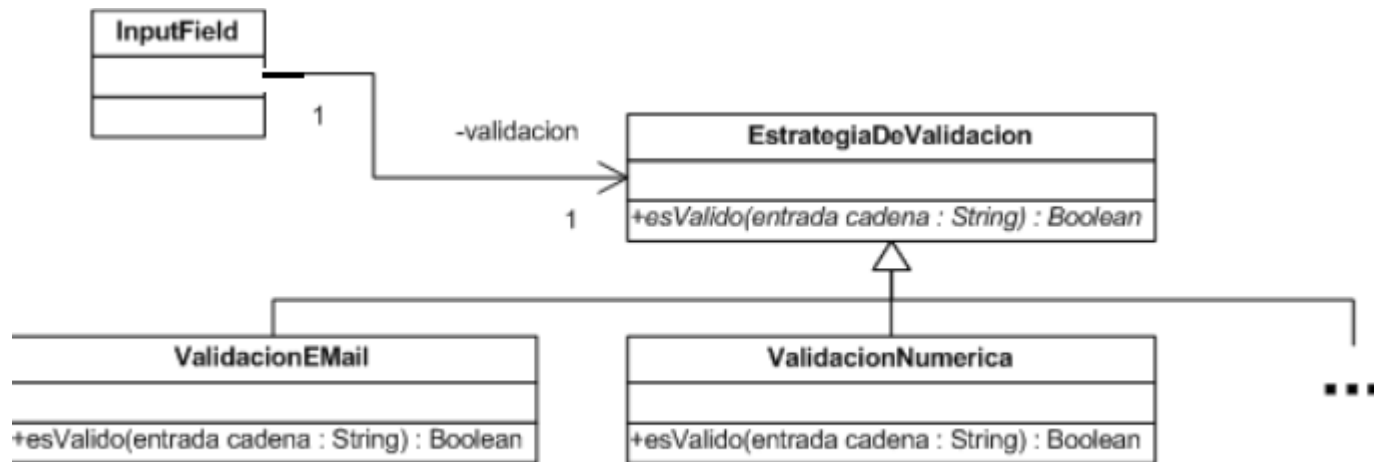 InputField
1
-validacion
EstrategiaDeValidacion
1
+esValido(entrada cadena : String) : Boolean
ValidacionEMail
ValidacionNumerica
...
+esValido(entrada cadena : String) : Boolean
+esValido(entrada cadena : String) : Boolean